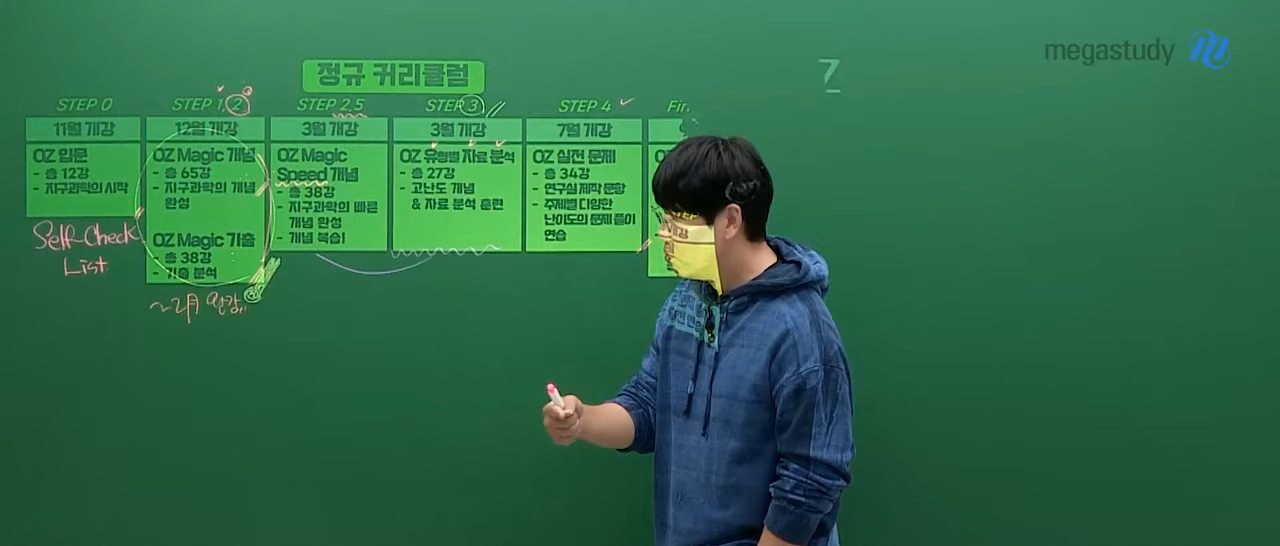 megastudy
정규 커리큘럼
STEP 0
11월 개강
OZ 입문
- 총 12강
- 지구과학의 시작
Self-Check
List
STEP 1, 2
12월 개강
OZ Magic 개념
- 총 65강
- 지구과학의 개념
완성
OZ Magic 기출
- 총 38강
- 기출 분석
~2月 완강
STEP 2.5
3월 개강
OZ Magic
Speed 개념
- 총 38강
- 지구과학의 빠른
개념 완성
- 개념 복습!
STEP 3
3월 개강
OZ 유형별 자료 분석
- 총 27강
- 고난도 개념
& 자료 분석 훈련
STEP 4
7월 개강
OZ 실전 문제
- 총 34강
- 연구실 제작 문항
- 주제별 다양한
난이도의 문제 풀이
연습